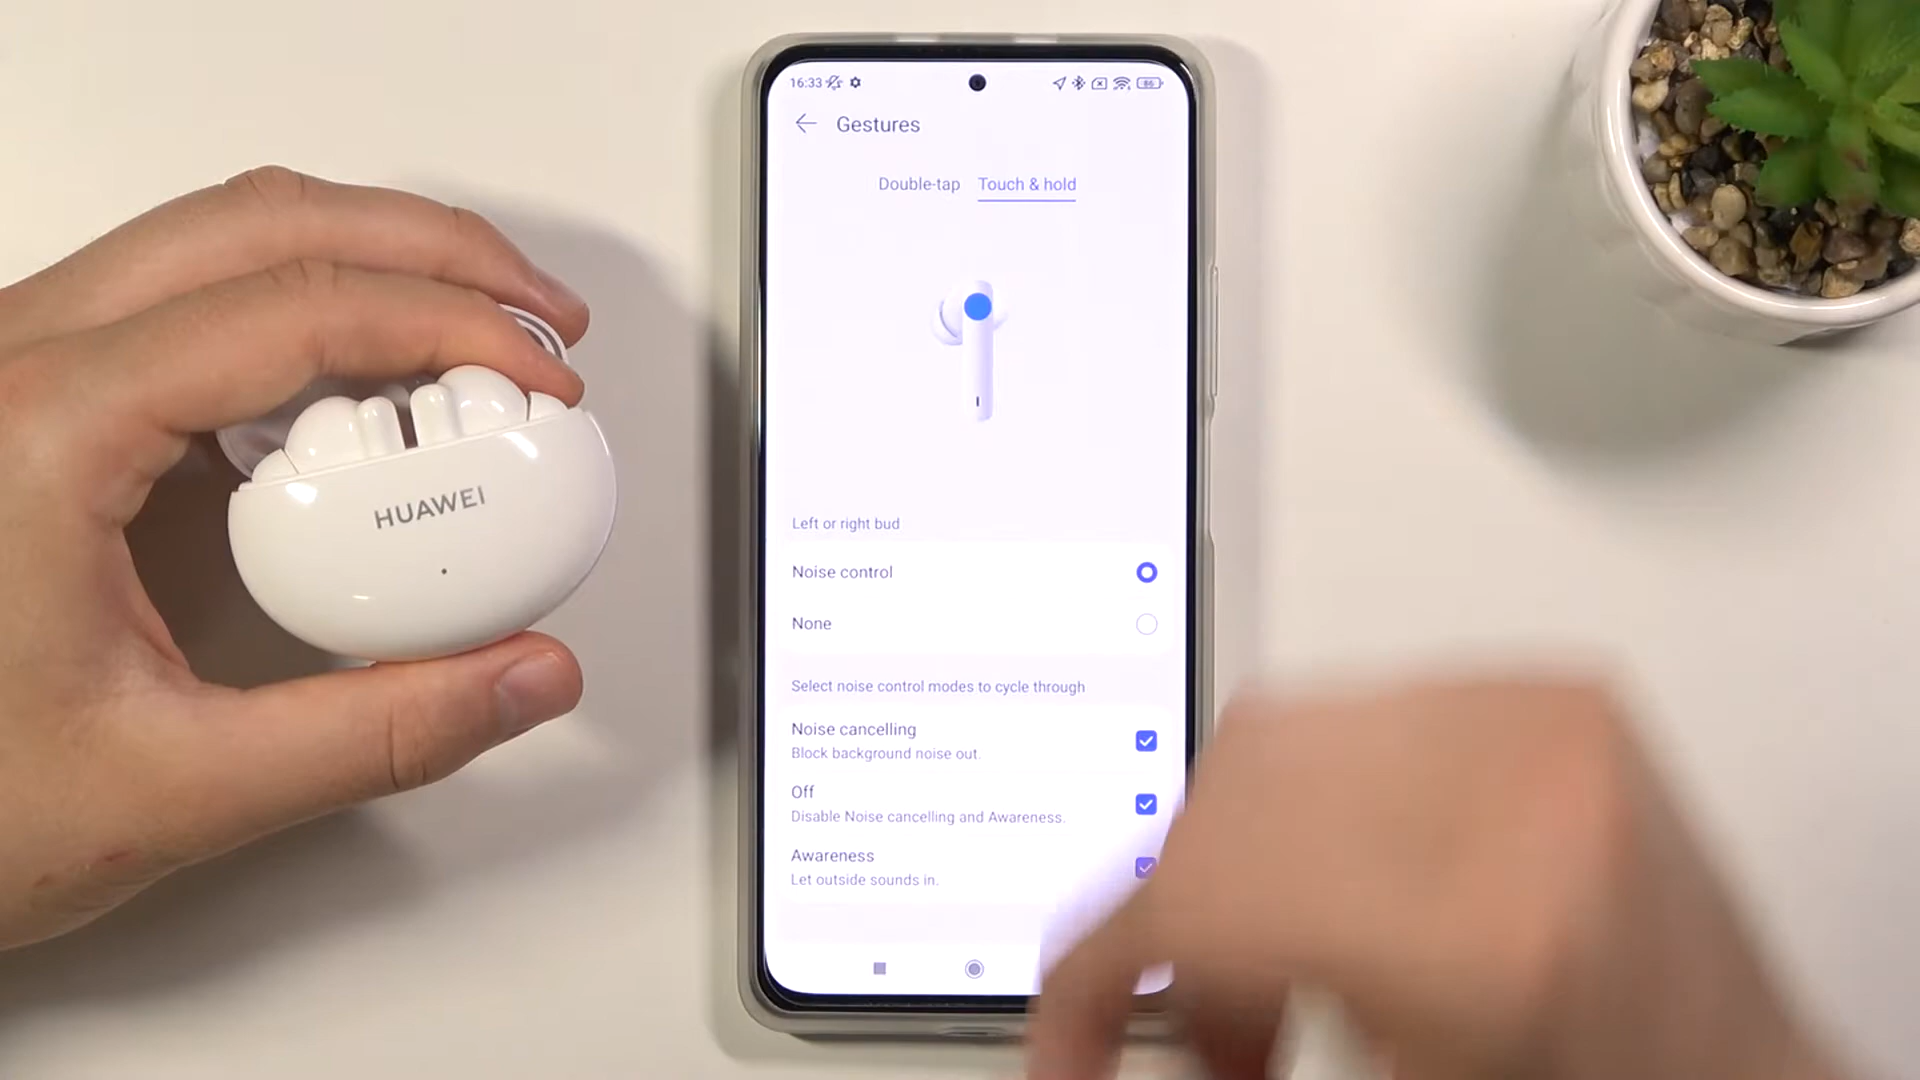 HUAWEI
16:33
86
Gestures
Double-tap Touch & hold
Left or right bud
Noise control
None
Select noise control modes to cycle through
Noise cancelling
Block background noise out.
Off
Disable Noise cancelling and Awareness.
Awareness
Let outside sounds in.